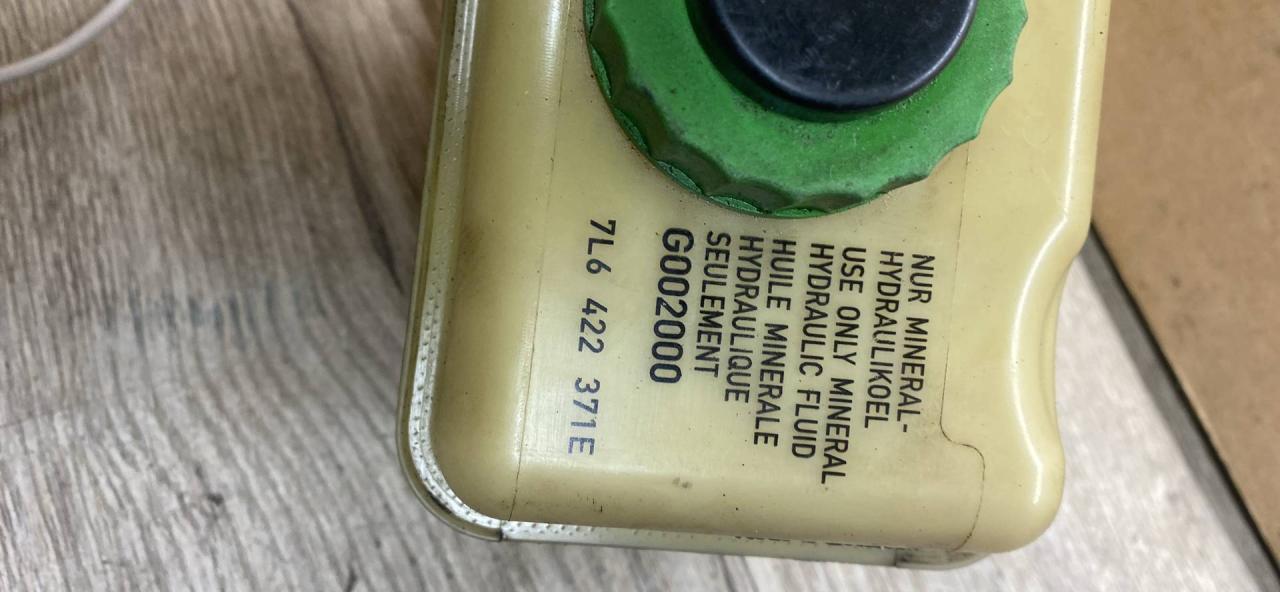 NUR MINERAL-
HYDRAULIKOEL
USE ONLY MINERAL
HYDRAULIC FLUID
HUILE MINERALE
HYDRAULIQUE
SEULEMENT
G002000
7L6 422 371E